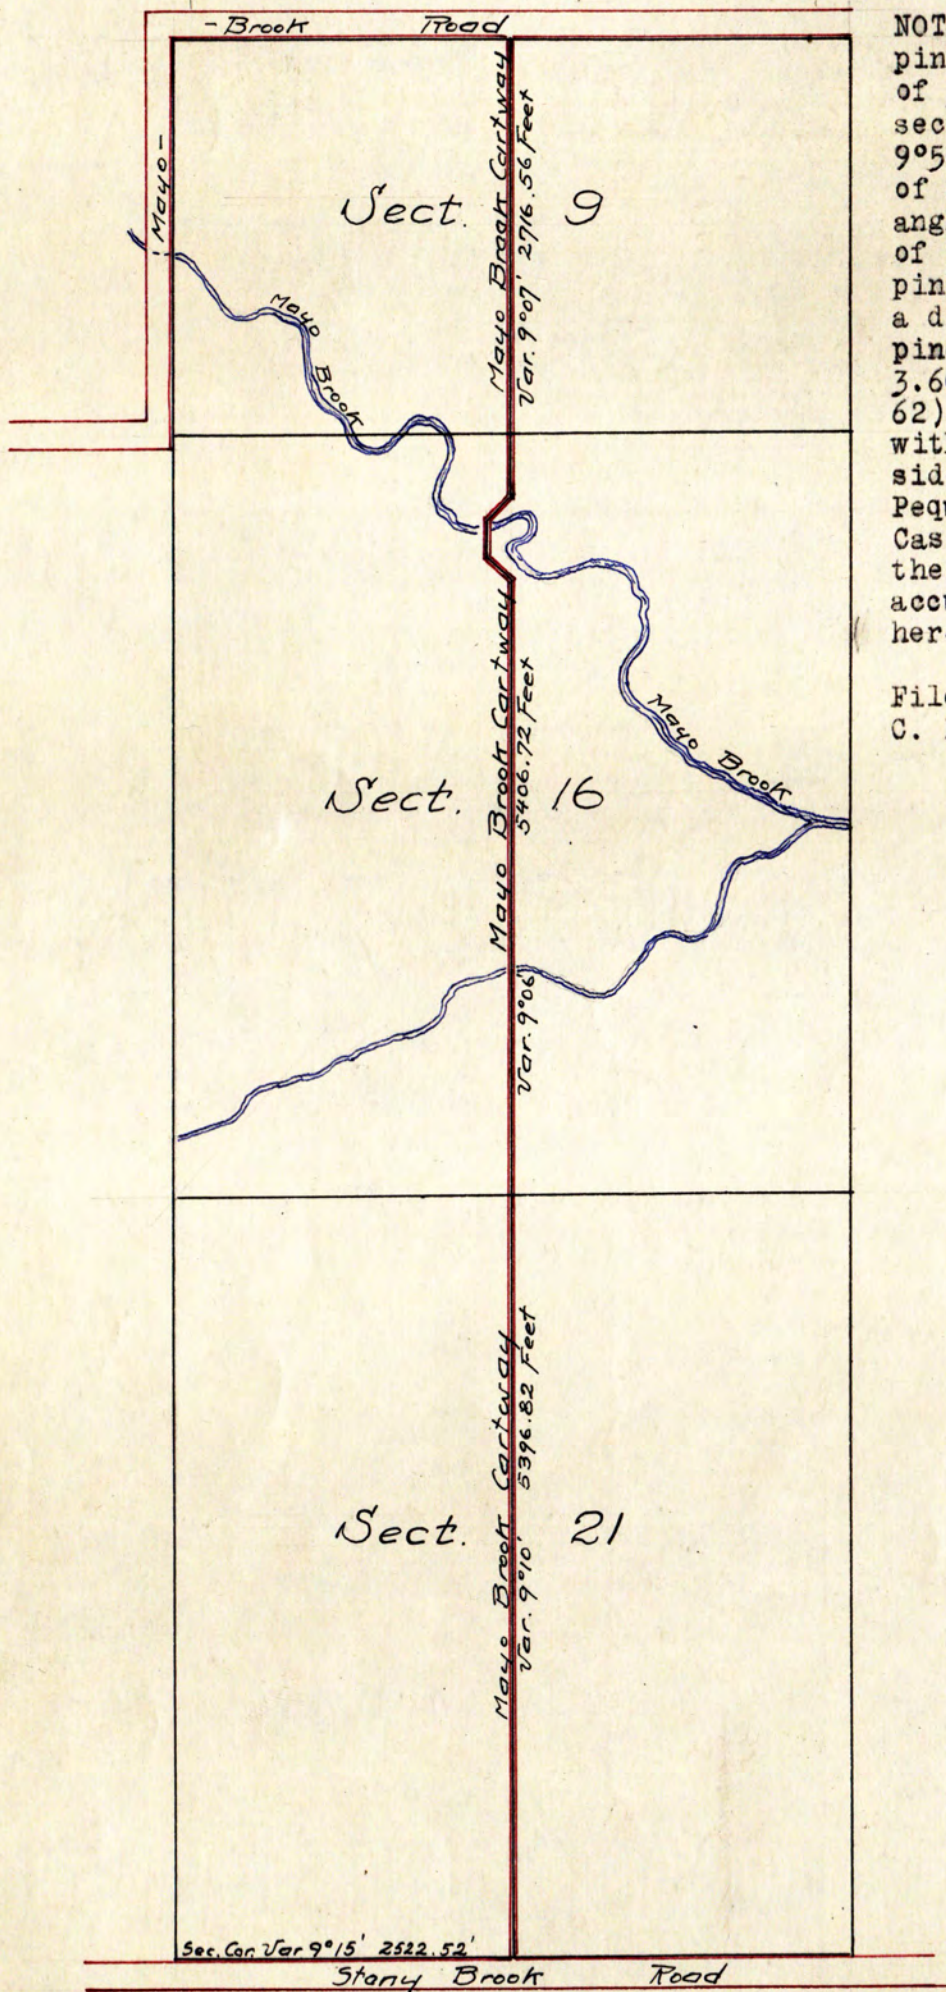 - Brook Road
- Mayo -
Mayo Brook Cartway
Var. 9°07' 2716.56 Feet
Sect. 9
Mayo
Brook
Mayo Brook Cartway
5406.72 Feet
Sect. 16
Mayo Brook
Var. 9°06'
Mayo Brook Cartway
Var. 9°10' 5396.82 Feet
Sect. 21
Sec. Cor. Var 9°15' 2522.52'
Stony Brook Road
NOT
pin
of
sec
9°5
of
ang
of
pin
a d
pin
3.6
62)
wit
sid
Pequ
Cas
the
acc
her
File
C.